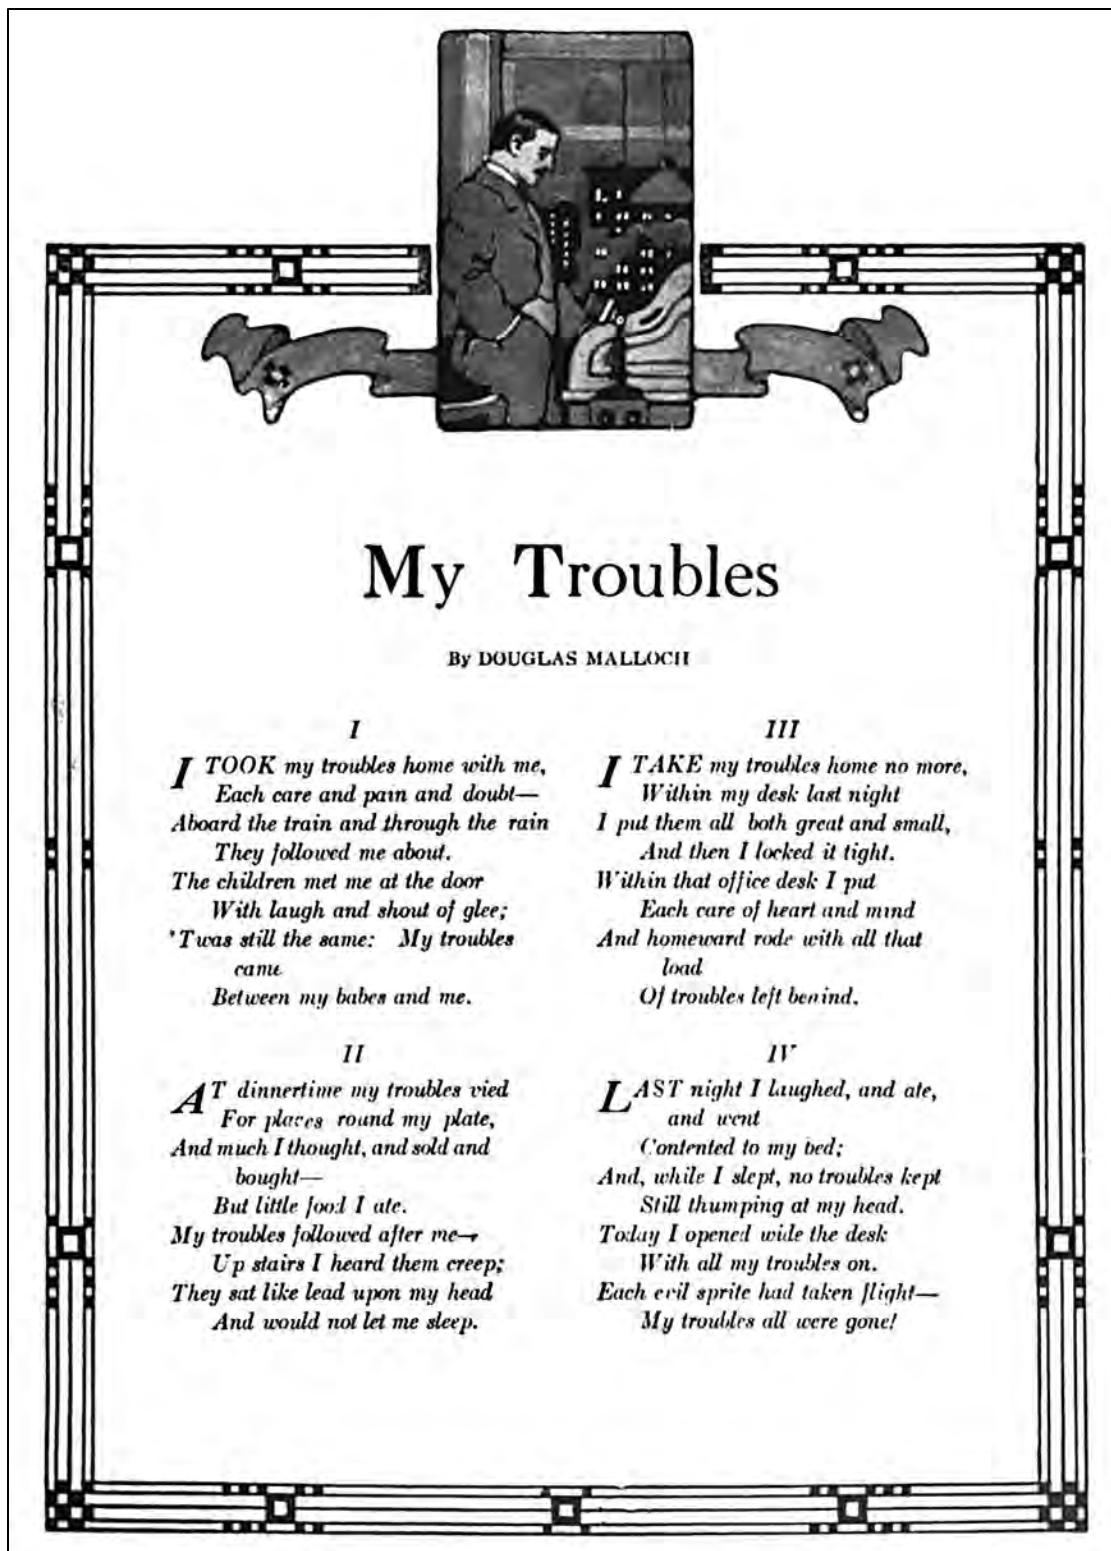 My Troubles
By DOUGLAS MALLOCH
I
I TOOK my troubles home with me,
Each care and pain and doubt—
Aboard the train and through the rain
They followed me about.
The children met me at the door
With laugh and shout of glee;
'Twas still the same: My troubles
came
Between my babes and me.
II
AT dinnertime my troubles vied
For places round my plate,
And much I thought, and sold and
bought—
But little food I ate.
My troubles followed after me—
Up stairs I heard them creep;
They sat like lead upon my head
And would not let me sleep.
III
I TAKE my troubles home no more,
Within my desk last night
I put them all both great and small,
And then I locked it tight.
Within that office desk I put
Each care of heart and mind
And homeward rode with all that
load
Of troubles left behind.
IV
LAST night I laughed, and ate,
and went
Contented to my bed;
And, while I slept, no troubles kept
Still thumping at my head.
Today I opened wide the desk
With all my troubles on.
Each evil sprite had taken flight—
My troubles all were gone!